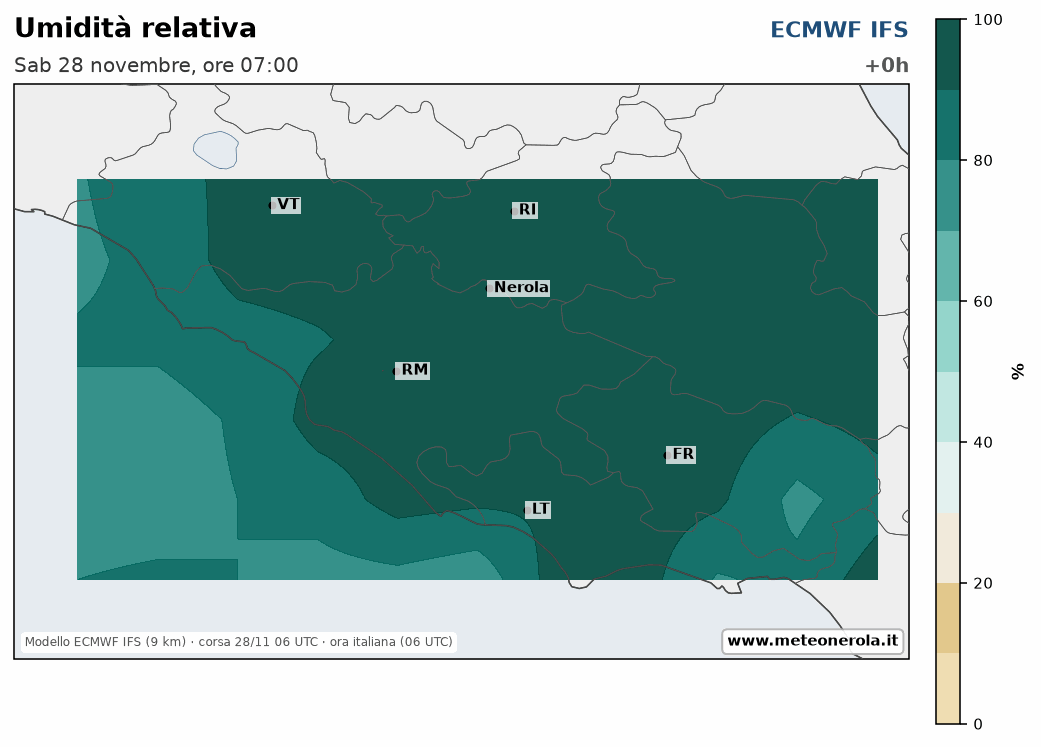 Umidità relativa
ECMWF IFS
Sab 28 novembre, ore 07:00
+0h
VT
RI
Nerola
RM
FR
LT
Modello ECMWF IFS (9 km) · corsa 28/11 06 UTC · ora italiana (06 UTC)
www.meteonerola.it
100
80
60
40
20
0
%